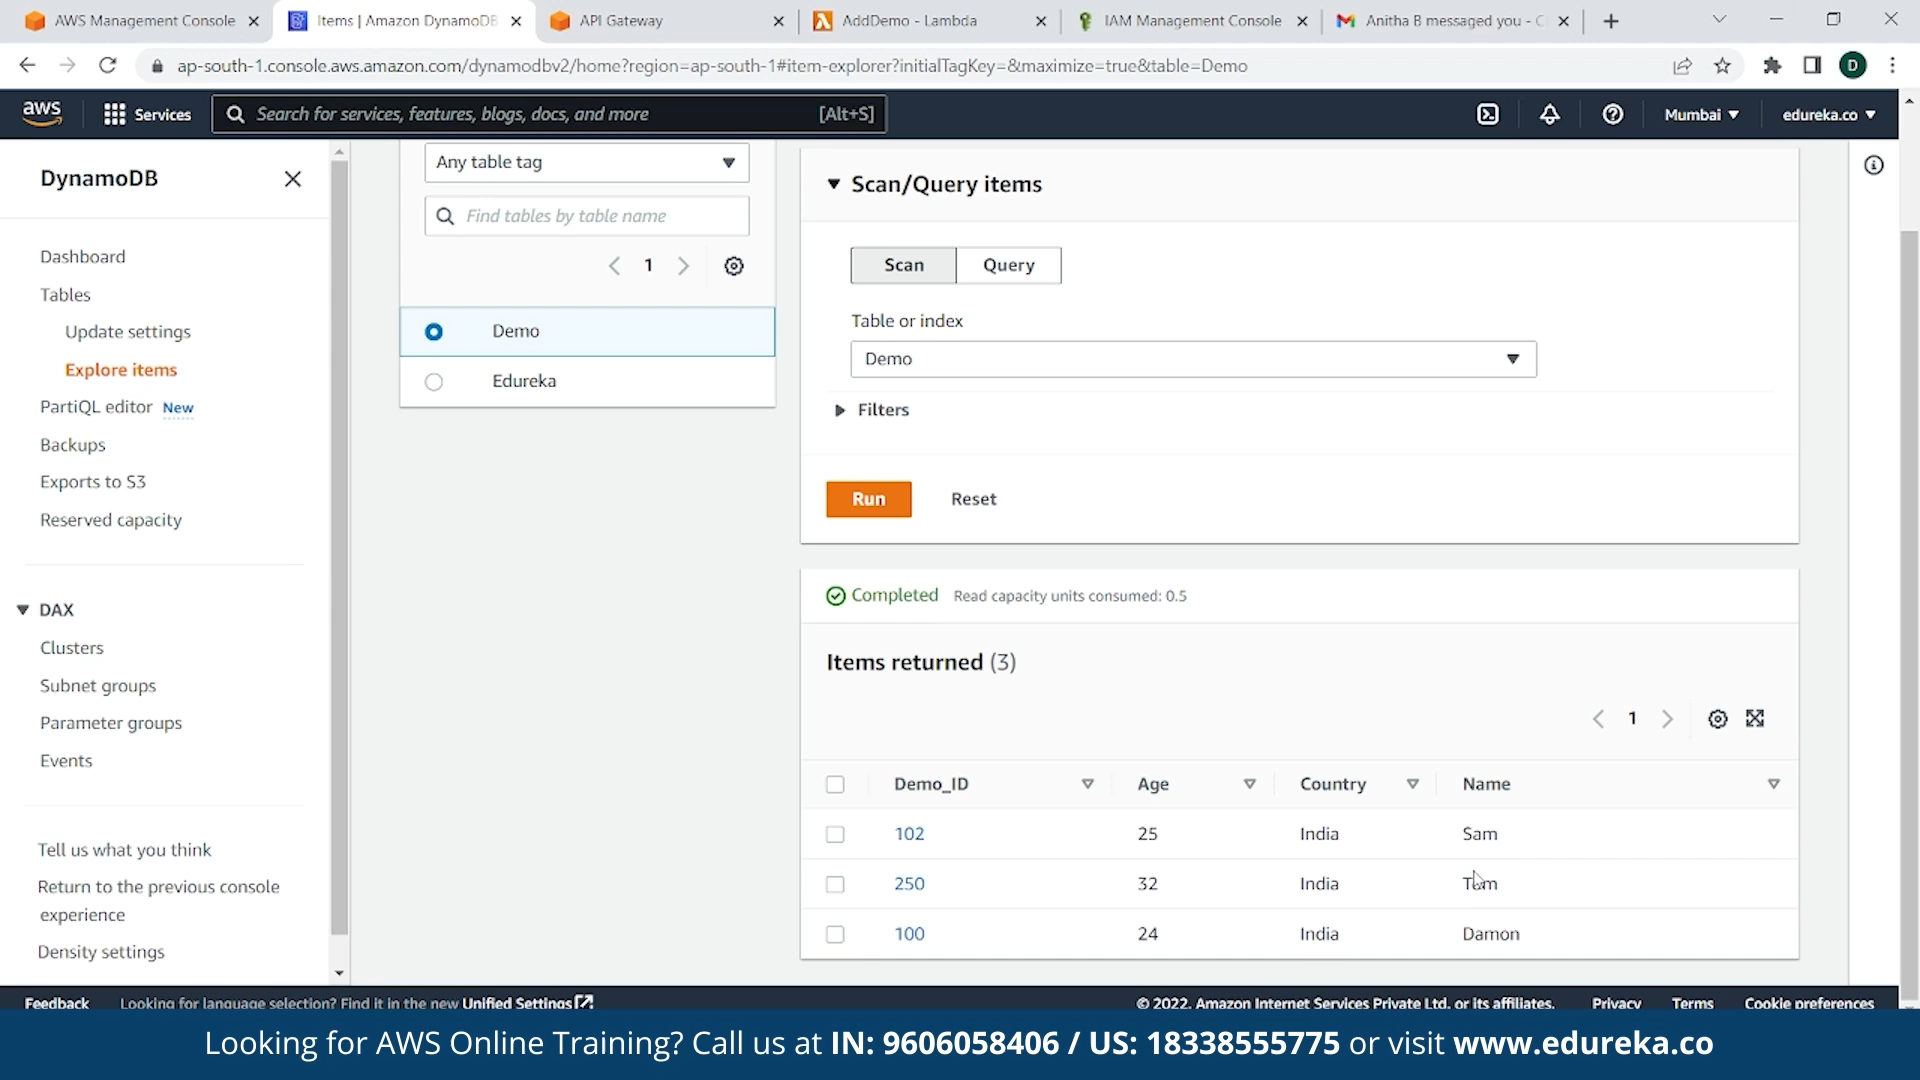 AWS Management Console
Items | Amazon DynamoDB
API Gateway
AddDemo - Lambda
IAM Management Console
Anitha B messaged you - C
ap-south-1.console.aws.amazon.com/dynamodbv2/home?region=ap-south-1#item-explorer?initialTagKey=&maximize=true&table=Demo
D
aws
Services
Search for services, features, blogs, docs, and more
[Alt+S]
Mumbai
edureka.co
DynamoDB
Dashboard
Tables
Update settings
Explore items
PartiQL editor New
Backups
Exports to S3
Reserved capacity
DAX
Clusters
Subnet groups
Parameter groups
Events
Tell us what you think
Return to the previous console
experience
Density settings
Any table tag
Find tables by table name
1
Demo
Edureka
Scan/Query items
Scan
Query
Table or index
Demo
Filters
Run
Reset
Completed Read capacity units consumed: 0.5
Items returned (3)
1
Demo_ID Age Country Name
102 25 India Sam
250 32 India Tom
100 24 India Damon
Feedback Looking for language selection? Find it in the new Unified Settings
© 2022, Amazon Internet Services Private Ltd. or its affiliates. Privacy Terms Cookie preferences
Looking for AWS Online Training? Call us at IN: 9606058406 / US: 18338555775 or visit www.edureka.co